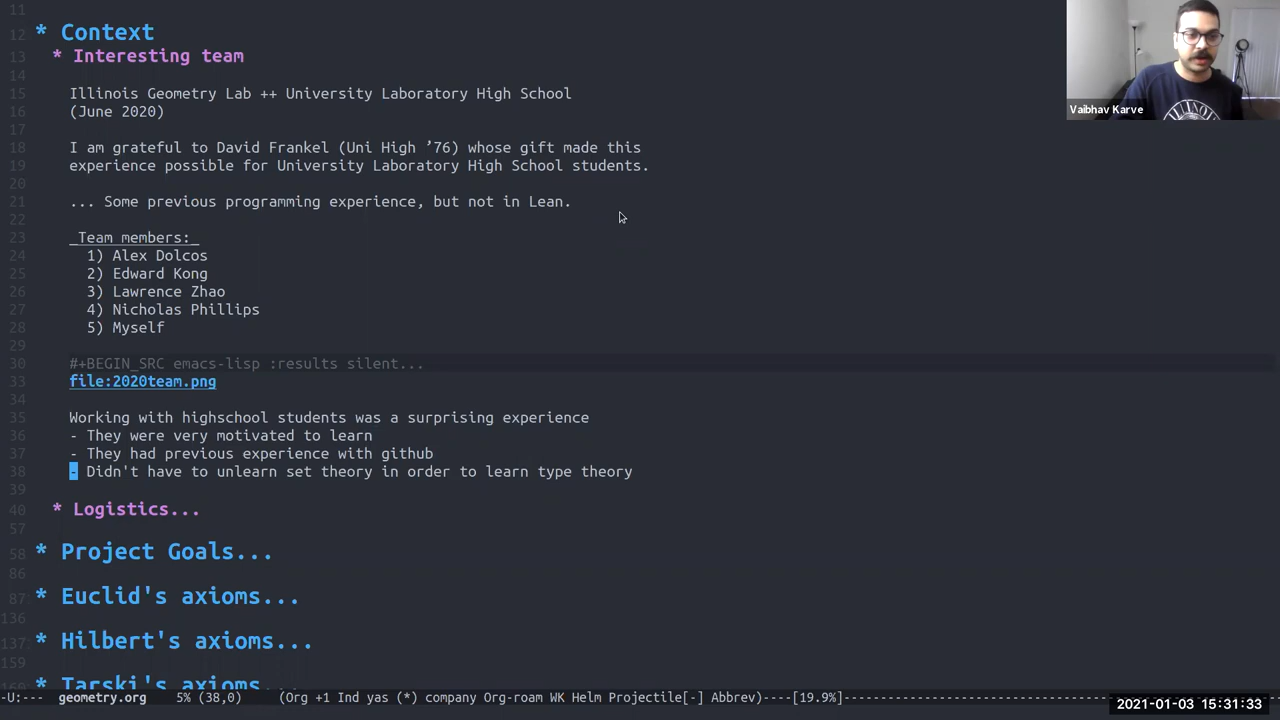 11
12 * Context
13 * Interesting team
14
15 Illinois Geometry Lab ++ University Laboratory High School
16 (June 2020)
17
18 I am grateful to David Frankel (Uni High ’76) whose gift made this
19 experience possible for University Laboratory High School students.
20
21 ... Some previous programming experience, but not in Lean.
22
23 _Team members:_
24 1) Alex Dolcos
25 2) Edward Kong
26 3) Lawrence Zhao
27 4) Nicholas Phillips
28 5) Myself
29
30 #+BEGIN_SRC emacs-lisp :results silent...
33 file:2020team.png
34
35 Working with highschool students was a surprising experience
36 - They were very motivated to learn
37 - They had previous experience with github
38 - Didn't have to unlearn set theory in order to learn type theory
39
40 * Logistics...
57
58 * Project Goals...
86
87 * Euclid's axioms...
136
137 * Hilbert's axioms...
159
160 * Tarski's axioms...
-U:--- geometry.org 5% (38,0) (Org +1 Ind yas (*) company Org-roam WK Helm Projectile[-] Abbrev)----[19.9%]
Vaibhav Karve
2021-01-03 15:31:33